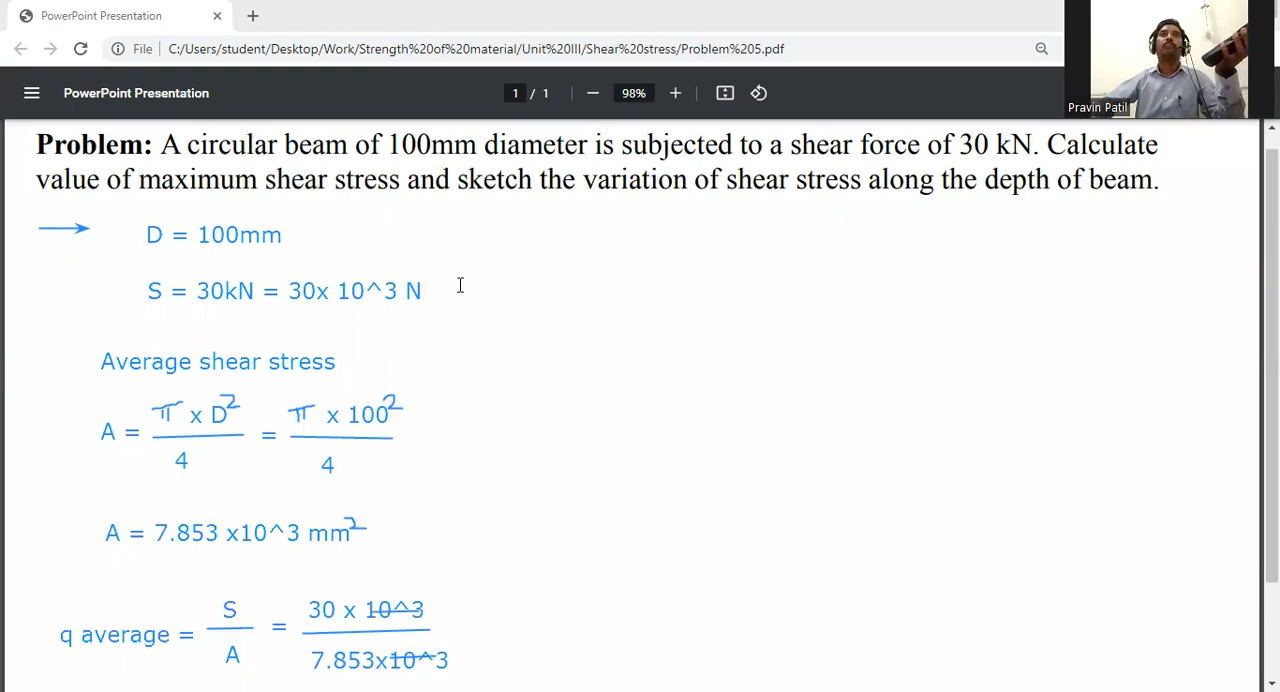 PowerPoint Presentation
File C:/Users/student/Desktop/Work/Strength%20of%20material/Unit%20III/Shear%20stress/Problem%205.pdf
PowerPoint Presentation 1 / 1 98%
Pravin Patil
Problem: A circular beam of 100mm diameter is subjected to a shear force of 30 kN. Calculate
value of maximum shear stress and sketch the variation of shear stress along the depth of beam.
D = 100mm
S = 30kN = 30x 10^3 N
Average shear stress
A = π x D² / 4 = π x 100² / 4
A = 7.853 x10^3 mm²
q average = S / A = 30 x 10^3 / 7.853x10^3